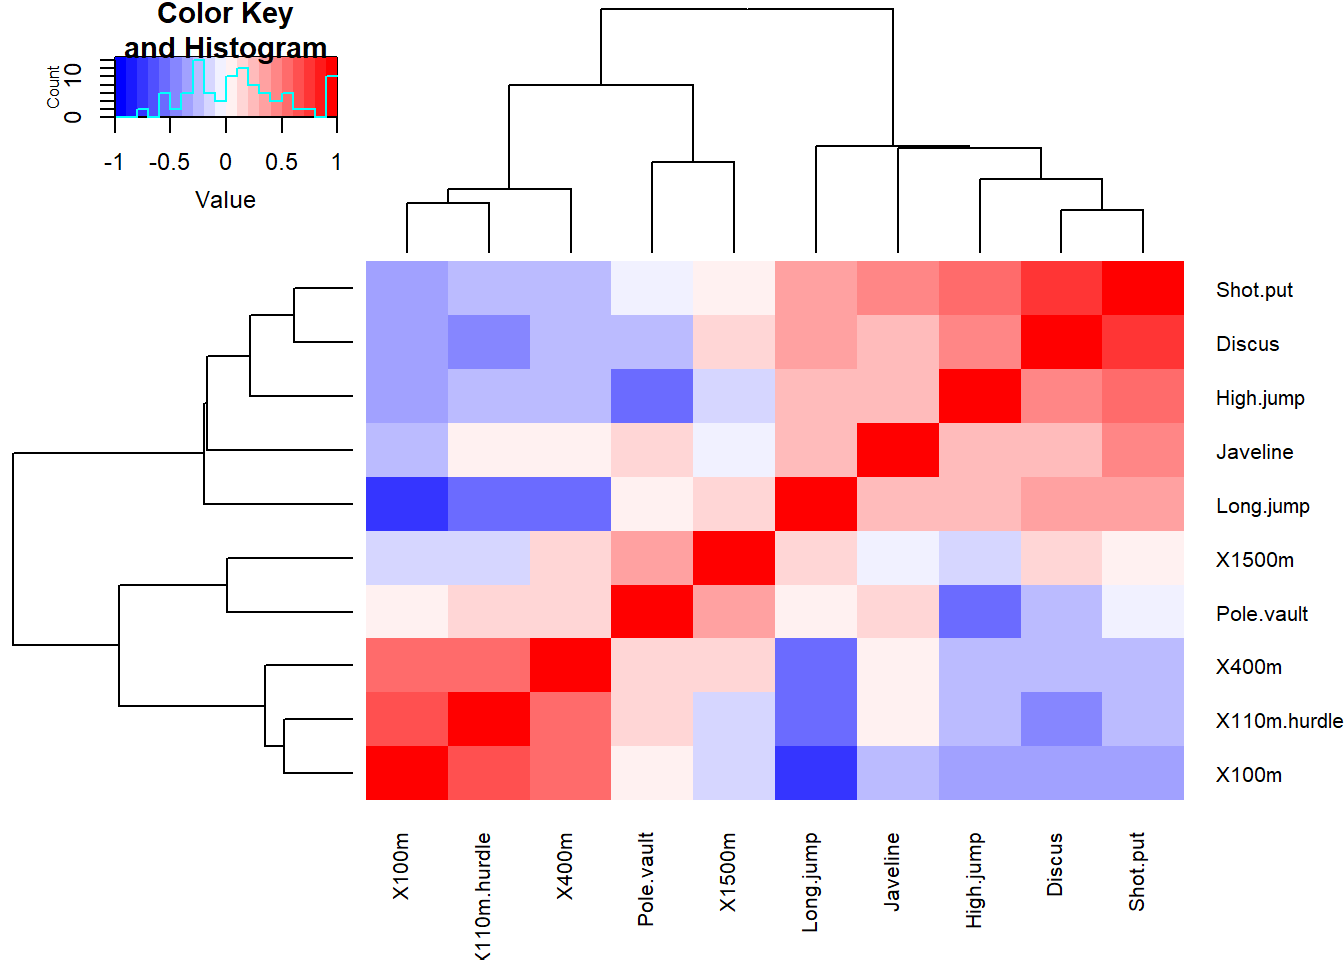 Color Key
and Histogram
Count
0
10
-1
-0.5
0
0.5
1
Value
Shot.put
Discus
High.jump
Javeline
Long.jump
X1500m
Pole.vault
X400m
X110m.hurdle
X100m
X100m
X110m.hurdle
X400m
Pole.vault
X1500m
Long.jump
Javeline
High.jump
Discus
Shot.put